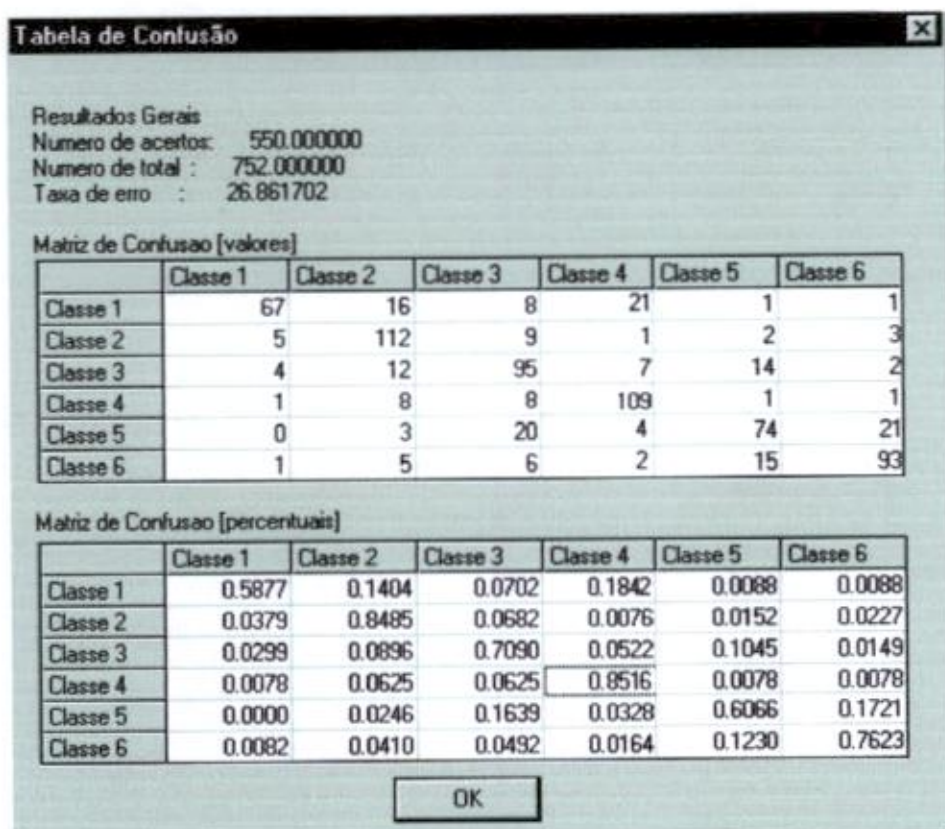 Tabela de Confusão
Resultados Gerais
Numero de acertos: 550.000000
Numero de total : 752.000000
Taxa de erro : 26.861702
Matriz de Confusao [valores]
Classe 1 Classe 2 Classe 3 Classe 4 Classe 5 Classe 6
Classe 1 67 16 8 21 1 1
Classe 2 5 112 9 1 2 3
Classe 3 4 12 95 7 14 2
Classe 4 1 8 8 109 1 1
Classe 5 0 3 20 4 74 21
Classe 6 1 5 6 2 15 93
Matriz de Confusao [percentuais]
Classe 1 Classe 2 Classe 3 Classe 4 Classe 5 Classe 6
Classe 1 0.5877 0.1404 0.0702 0.1842 0.0088 0.0088
Classe 2 0.0379 0.8485 0.0682 0.0076 0.0152 0.0227
Classe 3 0.0299 0.0896 0.7090 0.0522 0.1045 0.0149
Classe 4 0.0078 0.0625 0.0625 0.8516 0.0078 0.0078
Classe 5 0.0000 0.0246 0.1639 0.0328 0.6066 0.1721
Classe 6 0.0082 0.0410 0.0492 0.0164 0.1230 0.7623
OK